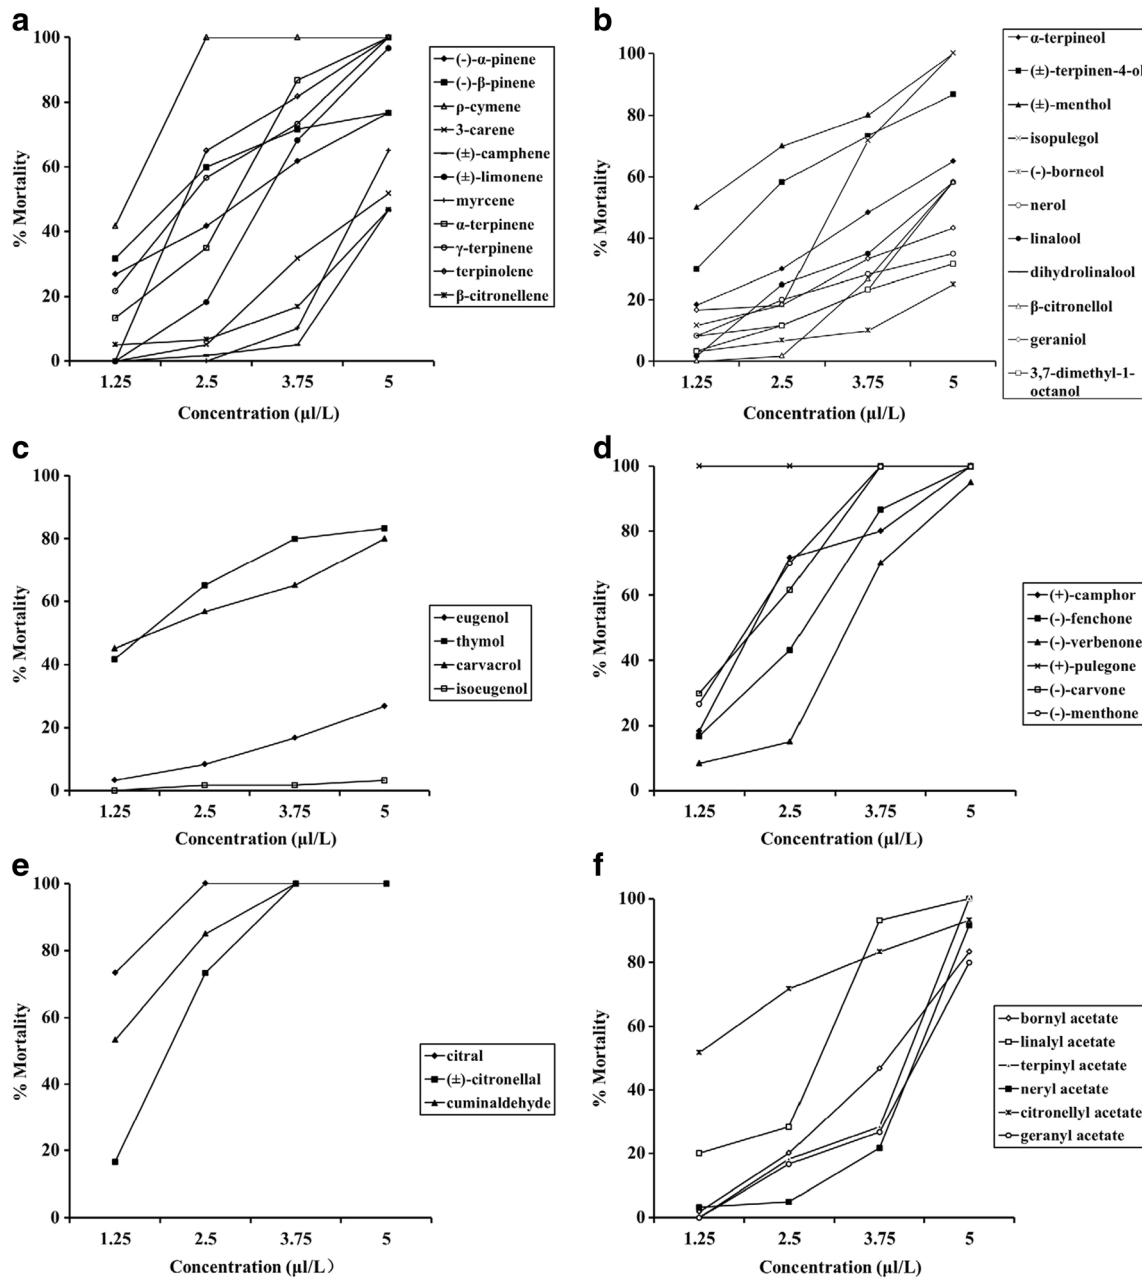 a
100
80
60
40
20
0
% Mortality
1.25 2.5 3.75 5
Concentration (μl/L)
(-)-α-pinene
(-)-β-pinene
ρ-cymene
3-carene
(±)-camphene
(±)-limonene
myrcene
α-terpinene
γ-terpinene
terpinolene
β-citronellene
b
100
80
60
40
20
0
% Mortality
1.25 2.5 3.75 5
Concentration (μl/L)
α-terpineol
(±)-terpinen-4-ol
(±)-menthol
isopulegol
(-)-borneol
nerol
linalool
dihydrolinalool
β-citronellol
geraniol
3,7-dimethyl-1-
octanol
c
100
80
60
40
20
0
% Mortality
1.25 2.5 3.75 5
Concentration (μl/L)
eugenol
thymol
carvacrol
isoeugenol
d
100
80
60
40
20
0
% Mortality
1.25 2.5 3.75 5
Concentration (μl/L)
(+)-camphor
(-)-fenchone
(-)-verbenone
(+)-pulegone
(-)-carvone
(-)-menthone
e
100
80
60
40
20
0
% Mortality
1.25 2.5 3.75 5
Concentration (μl/L）
citral
(±)-citronellal
cuminaldehyde
f
100
80
60
40
20
0
% Mortality
1.25 2.5 3.75 5
Concentration (μl/L)
bornyl acetate
linalyl acetate
terpinyl acetate
neryl acetate
citronellyl acetate
geranyl acetate